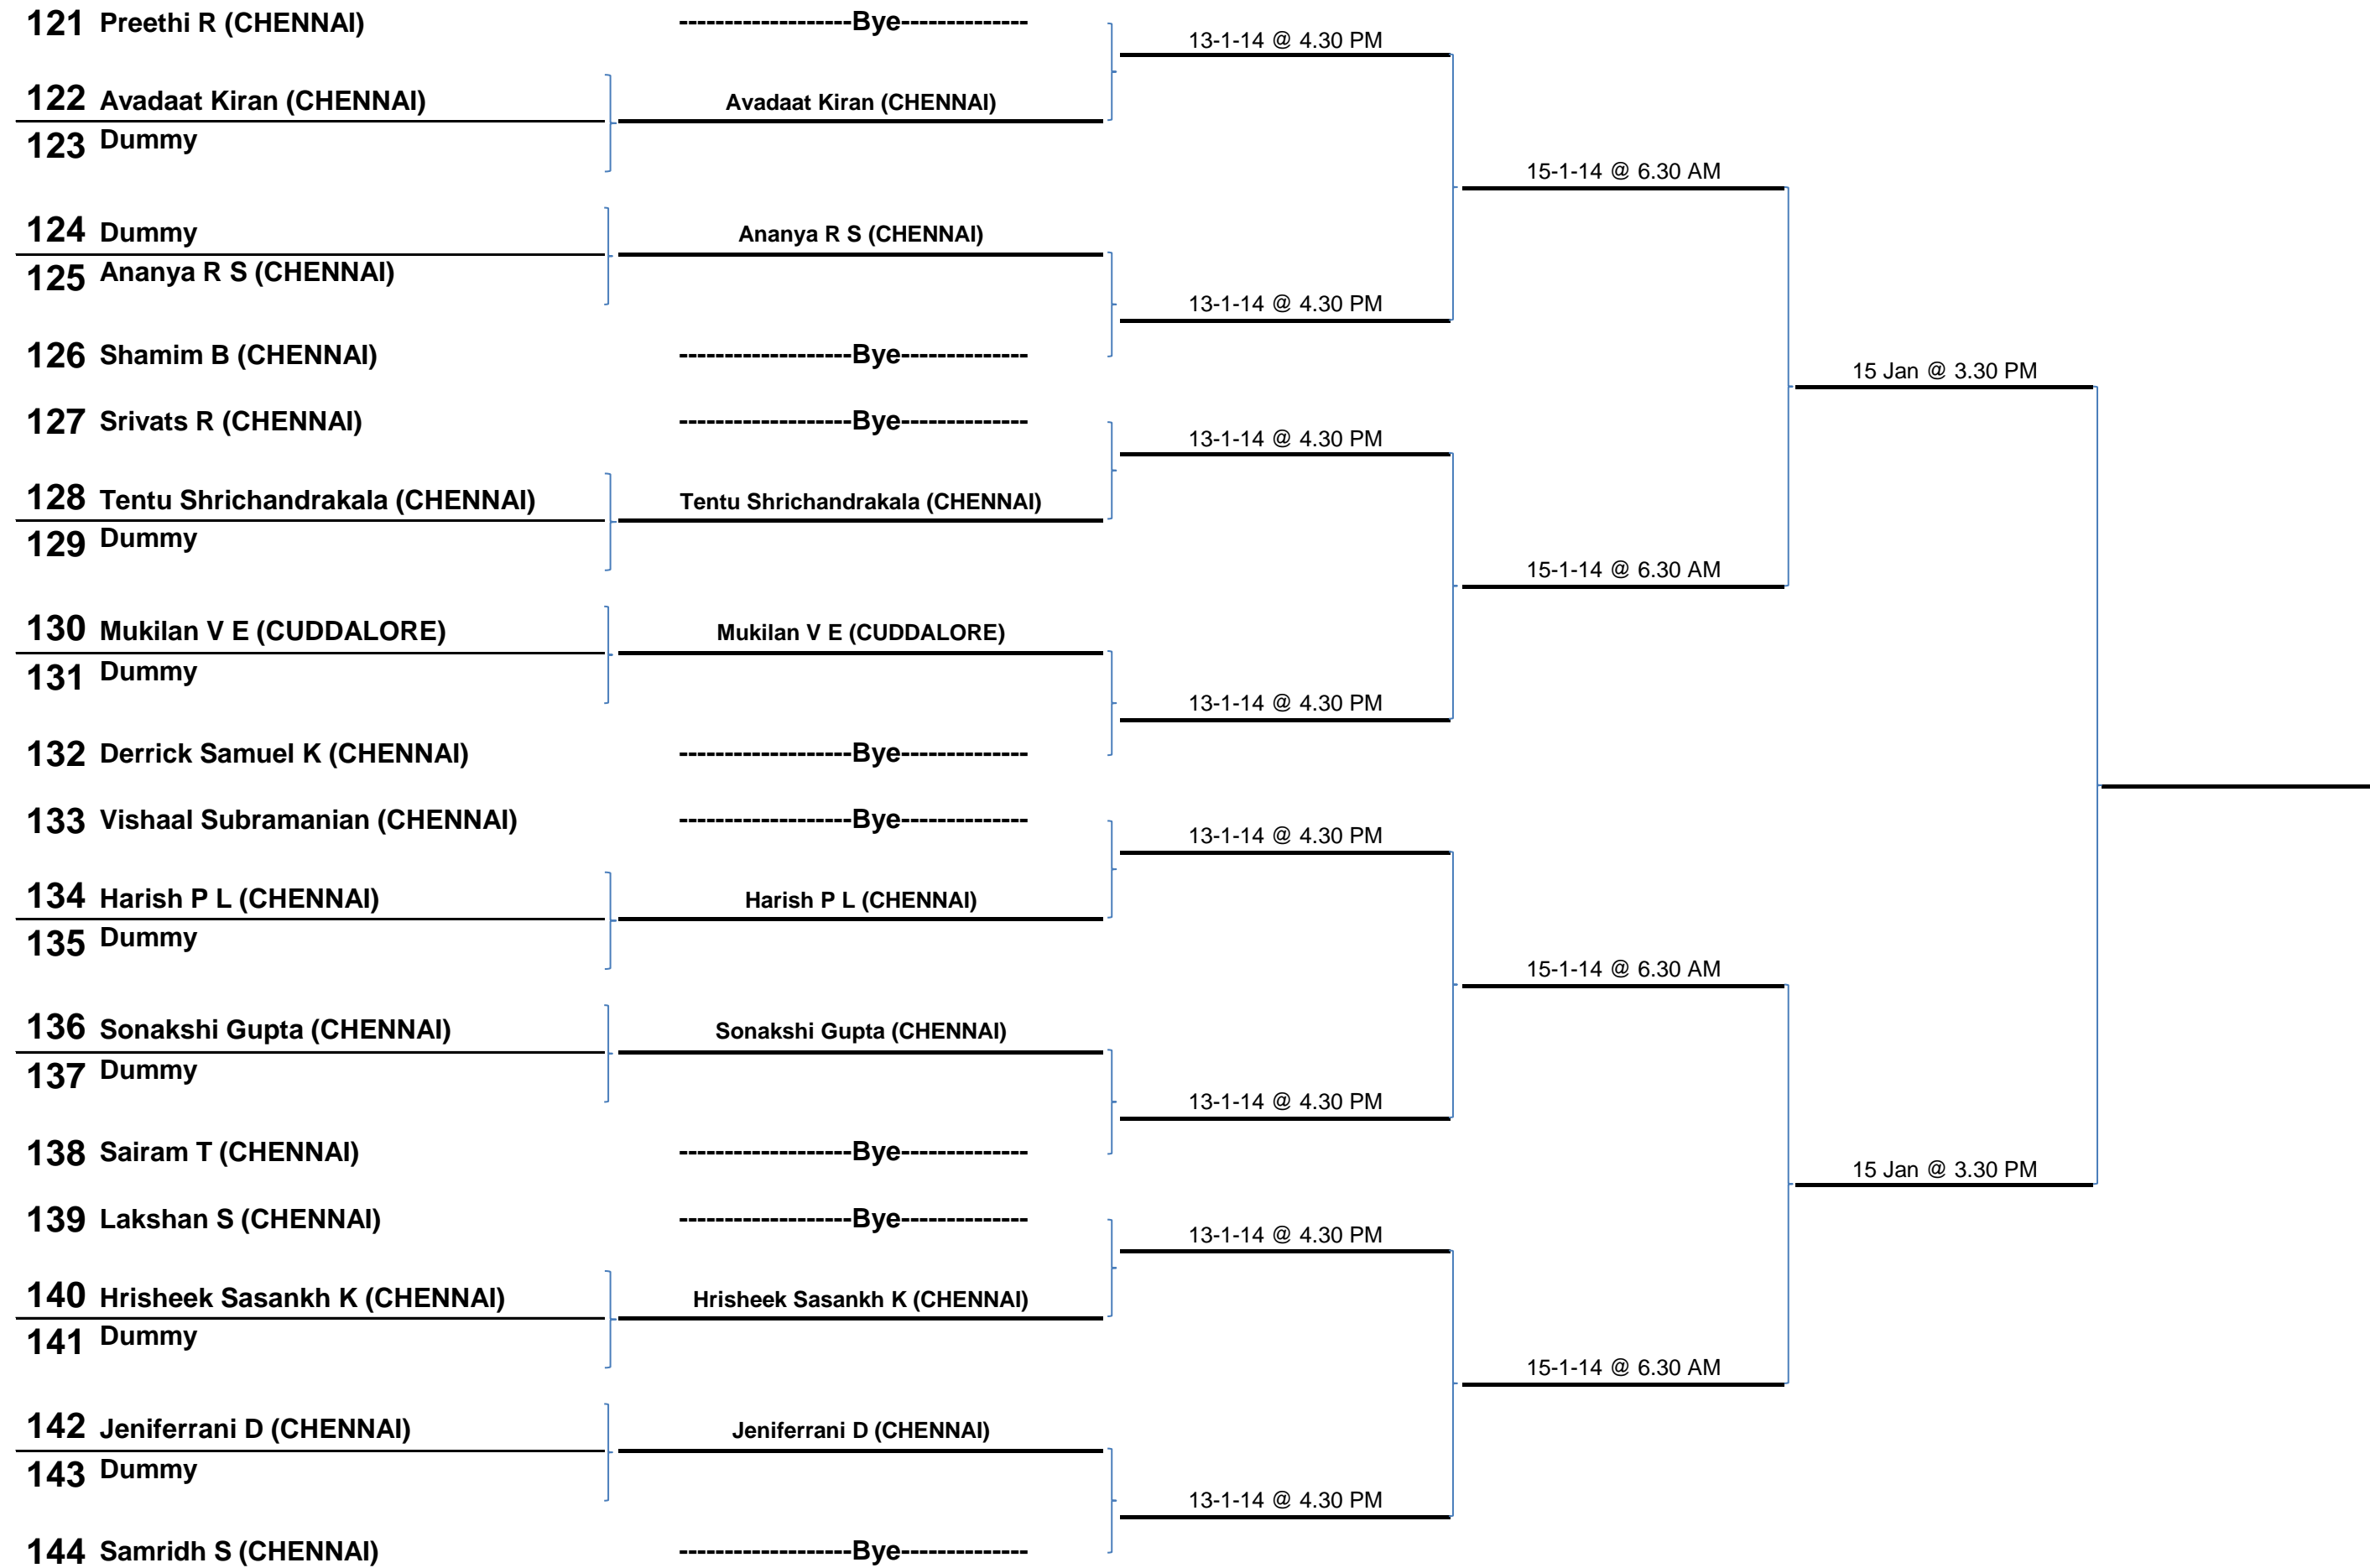 121 Preethi R (CHENNAI) -------------------Bye--------------
13-1-14 @ 4.30 PM
122 Avadaat Kiran (CHENNAI) Avadaat Kiran (CHENNAI)
123 Dummy
15-1-14 @ 6.30 AM
124 Dummy Ananya R S (CHENNAI)
125 Ananya R S (CHENNAI)
13-1-14 @ 4.30 PM
126 Shamim B (CHENNAI) -------------------Bye--------------
15 Jan @ 3.30 PM
127 Srivats R (CHENNAI) -------------------Bye--------------
13-1-14 @ 4.30 PM
128 Tentu Shrichandrakala (CHENNAI) Tentu Shrichandrakala (CHENNAI)
129 Dummy
15-1-14 @ 6.30 AM
130 Mukilan V E (CUDDALORE) Mukilan V E (CUDDALORE)
131 Dummy
13-1-14 @ 4.30 PM
132 Derrick Samuel K (CHENNAI) -------------------Bye--------------
133 Vishaal Subramanian (CHENNAI) -------------------Bye--------------
13-1-14 @ 4.30 PM
134 Harish P L (CHENNAI) Harish P L (CHENNAI)
135 Dummy
15-1-14 @ 6.30 AM
136 Sonakshi Gupta (CHENNAI) Sonakshi Gupta (CHENNAI)
137 Dummy
13-1-14 @ 4.30 PM
138 Sairam T (CHENNAI) -------------------Bye--------------
15 Jan @ 3.30 PM
139 Lakshan S (CHENNAI) -------------------Bye--------------
13-1-14 @ 4.30 PM
140 Hrisheek Sasankh K (CHENNAI) Hrisheek Sasankh K (CHENNAI)
141 Dummy
15-1-14 @ 6.30 AM
142 Jeniferrani D (CHENNAI) Jeniferrani D (CHENNAI)
143 Dummy
13-1-14 @ 4.30 PM
144 Samridh S (CHENNAI) -------------------Bye--------------